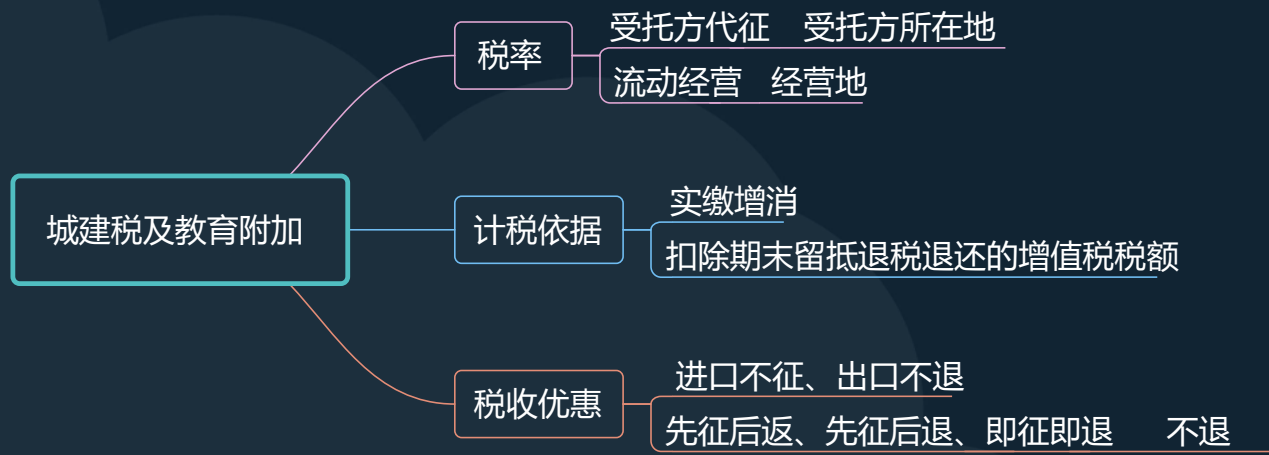 城建税及教育附加
税率
受托方代征 受托方所在地
流动经营 经营地
计税依据
实缴增消
扣除期末留抵退税退还的增值税税额
税收优惠
进口不征、出口不退
先征后返、先征后退、即征即退 不退